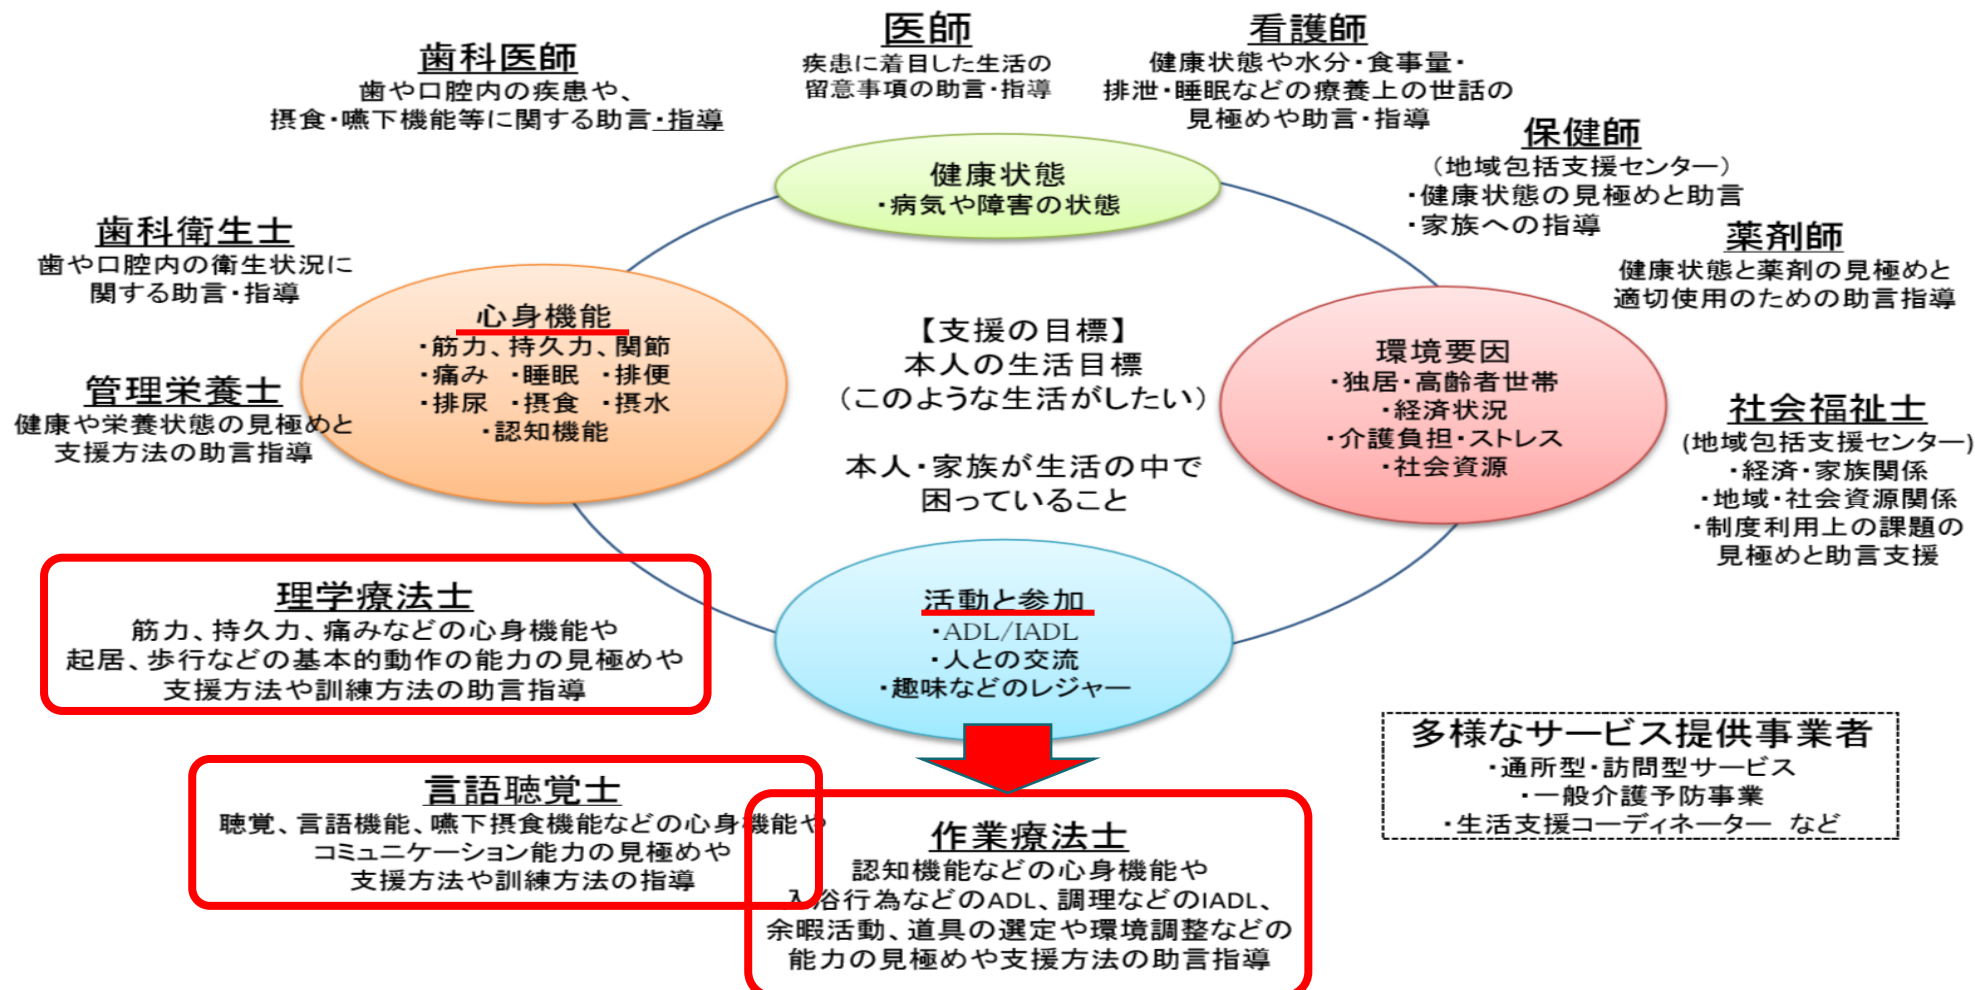 医師
疾患に着目した生活の
留意事項の助言・指導
看護師
健康状態や水分・食事量・
排泄・睡眠などの療養上の世話の
見極めや助言・指導
歯科医師
歯や口腔内の疾患や、
摂食・嚥下機能等に関する助言・指導
保健師
（地域包括支援センター）
・健康状態の見極めと助言
・家族への指導
健康状態
・病気や障害の状態
歯科衛生士
歯や口腔内の衛生状況に
関する助言・指導
薬剤師
健康状態と薬剤の見極めと
適切使用のための助言指導
心身機能
・筋力、持久力、関節
・痛み ・睡眠 ・排便
・排尿 ・摂食 ・摂水
・認知機能
【支援の目標】
本人の生活目標
（このような生活がしたい）
本人・家族が生活の中で
困っていること
環境要因
・独居・高齢者世帯
・経済状況
・介護負担・ストレス
・社会資源
管理栄養士
健康や栄養状態の見極めと
支援方法の助言指導
社会福祉士
(地域包括支援センター)
・経済・家族関係
・地域・社会資源関係
・制度利用上の課題の
見極めと助言支援
理学療法士
筋力、持久力、痛みなどの心身機能や
起居、歩行などの基本的動作の能力の見極めや
支援方法や訓練方法の助言指導
活動と参加
・ADL/IADL
・人との交流
・趣味などのレジャー
多様なサービス提供事業者
・通所型・訪問型サービス
・一般介護予防事業
・生活支援コーディネーター など
言語聴覚士
聴覚、言語機能、嚥下摂食機能などの心身機能や
コミュニケーション能力の見極めや
支援方法や訓練方法の指導
作業療法士
認知機能などの心身機能や
入浴行為などのADL、調理などのIADL、
余暇活動、道具の選定や環境調整などの
能力の見極めや支援方法の助言指導